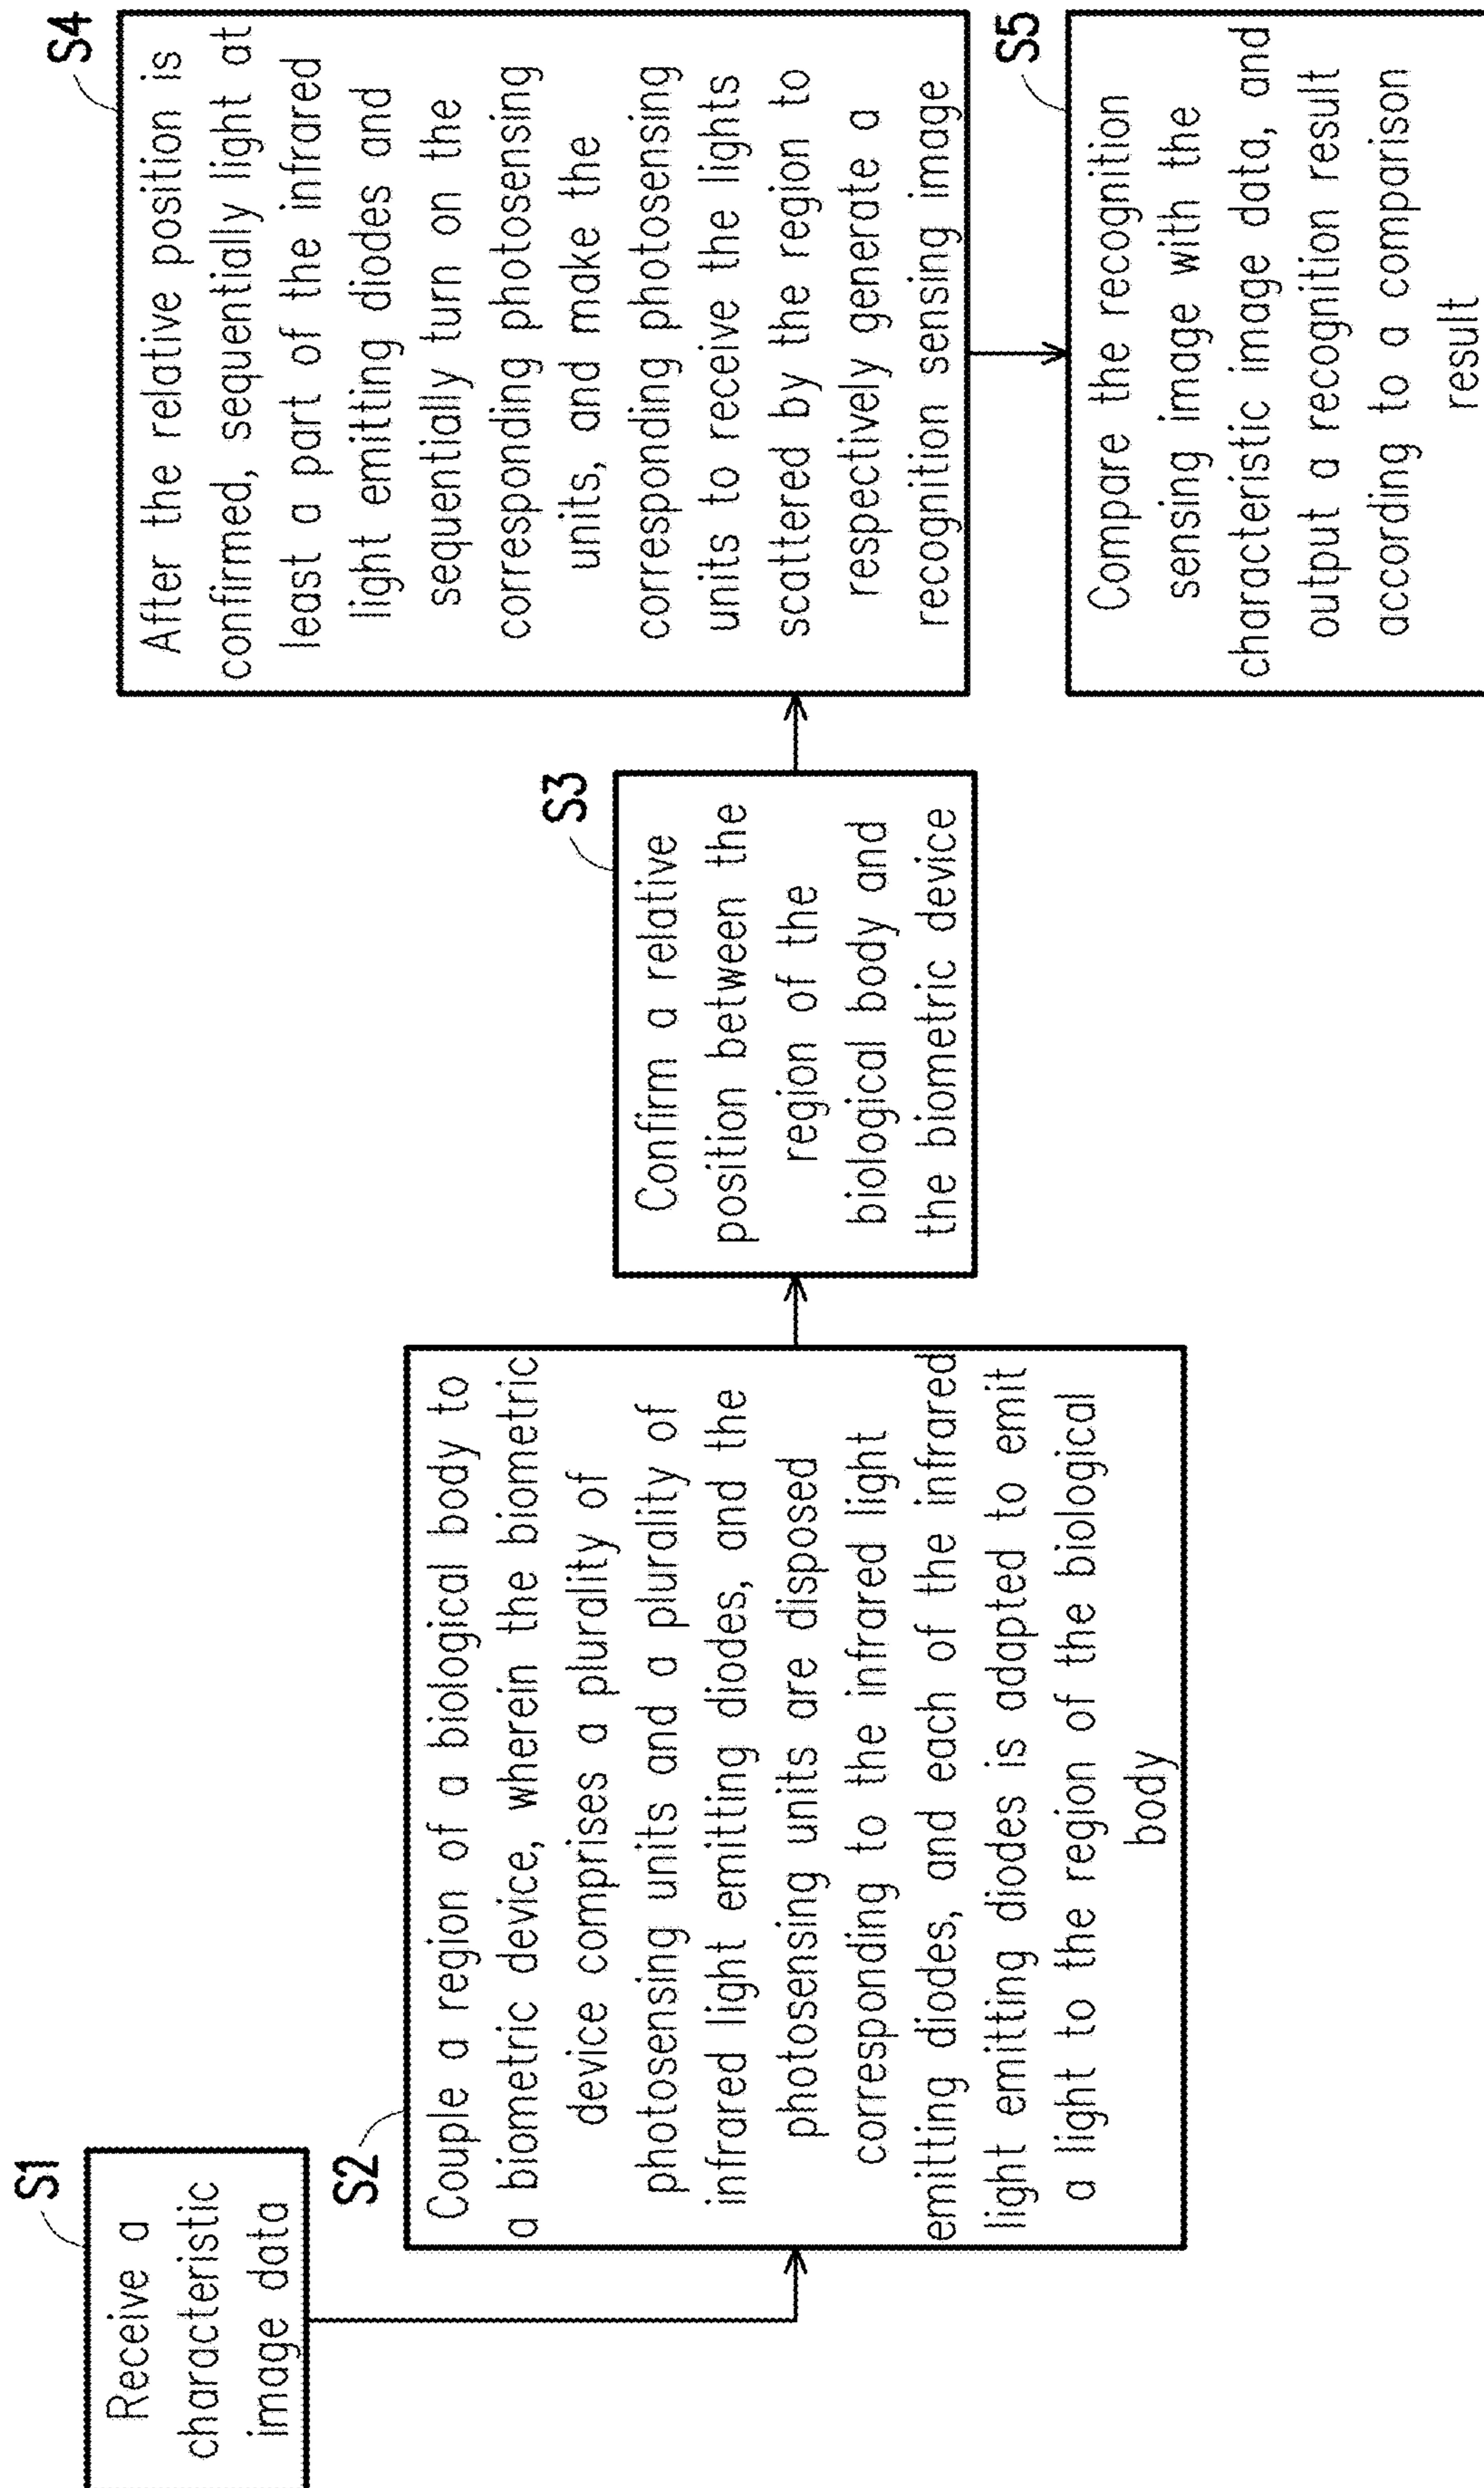 S1
Receive a
characteristic
image data
S2
Couple a region of a biological body to
a biometric device, wherein the biometric
device comprises a plurality of
photosensing units and a plurality of
infrared light emitting diodes, and the
photosensing units are disposed
corresponding to the infrared light
emitting diodes, and each of the infrared
light emitting diodes is adapted to emit
a light to the region of the biological
body
S3
Confirm a relative
position between the
region of the
biological body and
the biometric device
S4
After the relative position is
confirmed, sequentially light at
least a part of the infrared
light emitting diodes and
sequentially turn on the
corresponding photosensing
units, and make the
corresponding photosensing
units to receive the lights
scattered by the region to
respectively generate a
recognition sensing image
S5
Compare the recognition
sensing image with the
characteristic image data, and
output a recognition result
according to a comparison
result